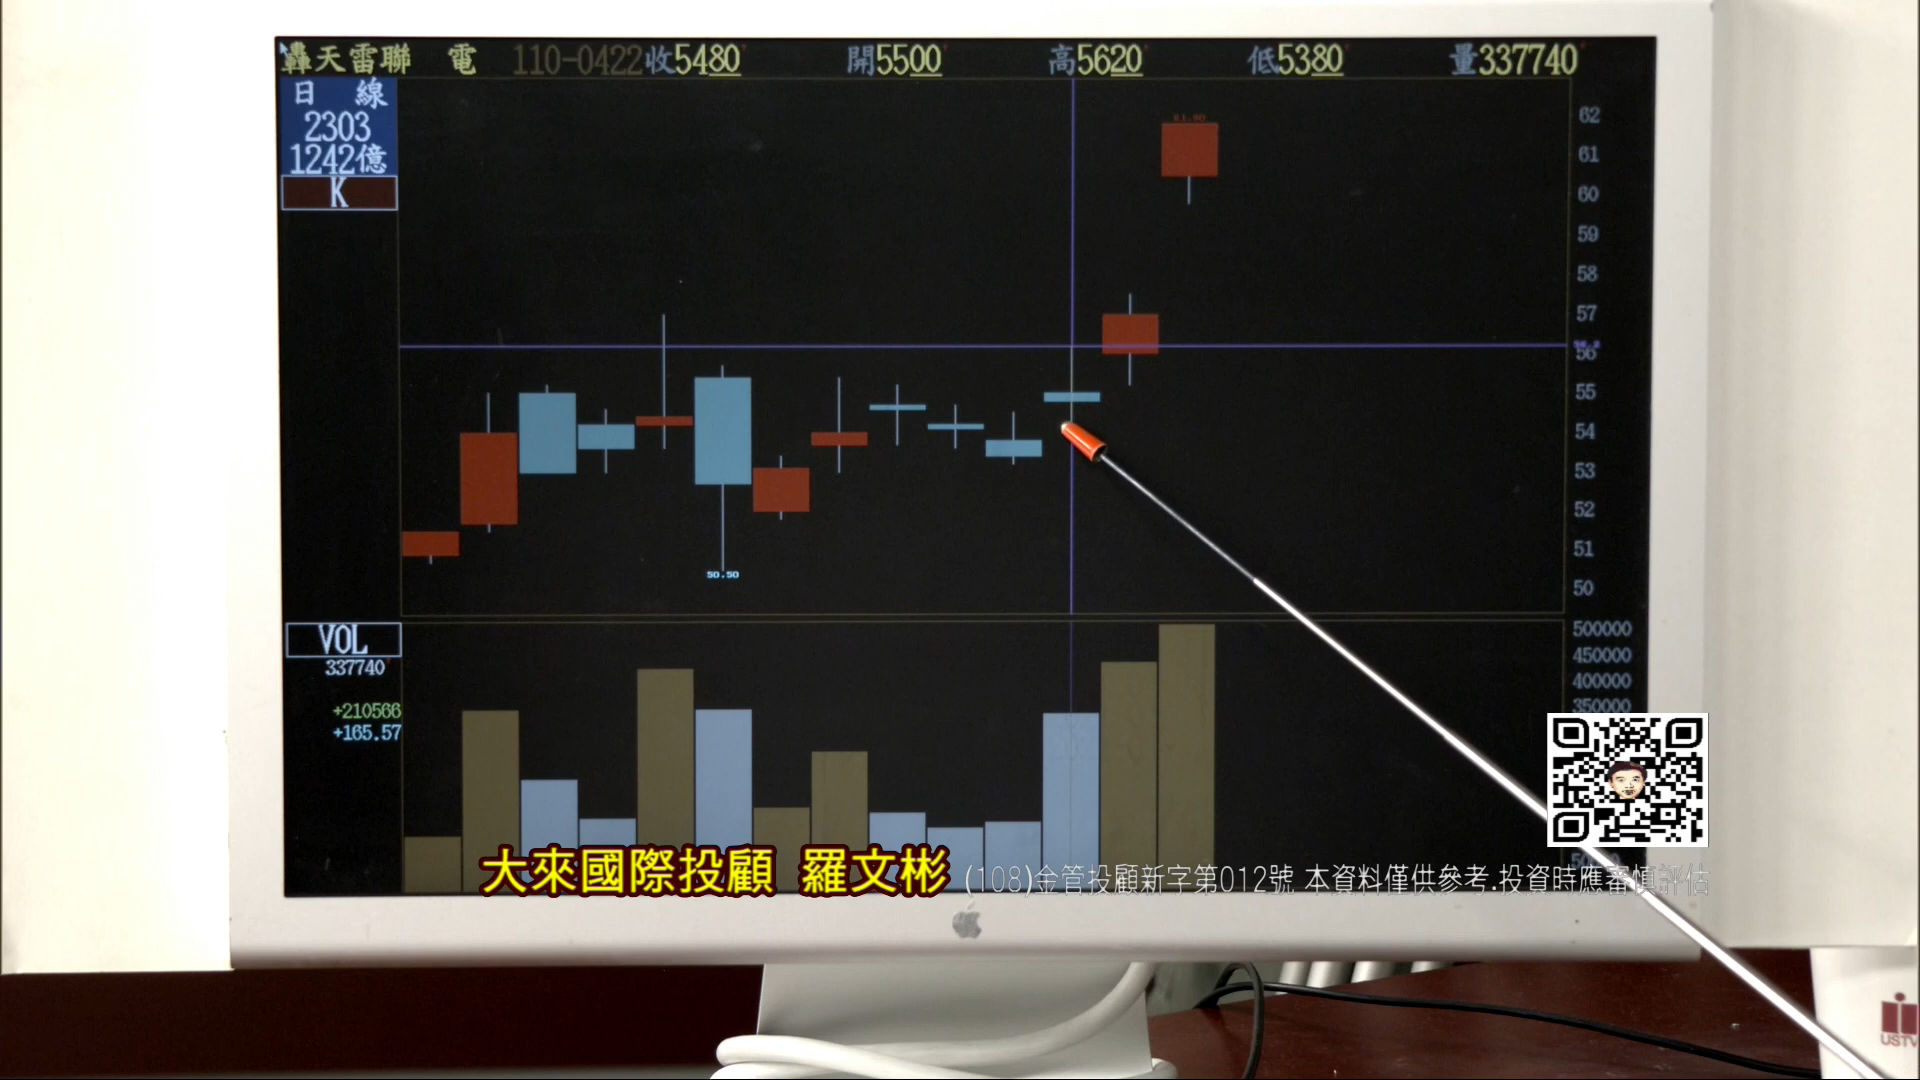 轟天雷聯 電 110-0422收5480 開5500 高5620 低5380 量337740
日 線
2303
1242億
K
61.80
62
61
60
59
58
57
56
55
54
53
52
51
50
50.50
VOL
337740
+210566
+165.57
500000
450000
400000
350000
大來國際投顧 羅文彬
(108)金管投顧新字第012號 本資料僅供參考.投資時應審慎評估
USTV